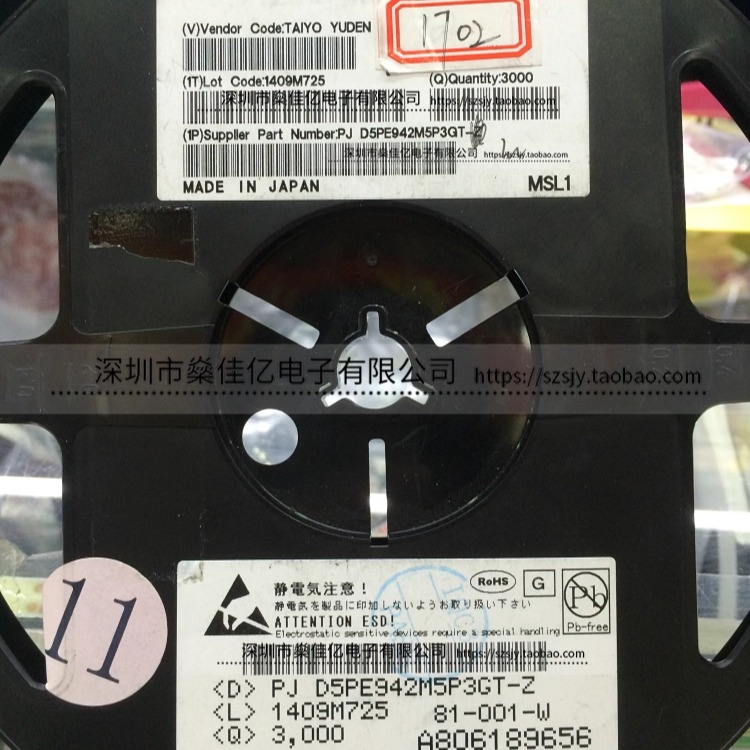 (V)Vendor Code:TAIYO YUDEN
1702
(1T)Lot Code:1409M725
(Q)Quantity:3000
深圳市燊佳亿电子有限公司 https://szsjy.taobao.com
(1P)Supplier Part Number:PJ D5PE942M5P3GT-Z
深圳市燊佳亿电子有限公司 https://szsjy.taobao.com
MADE IN JAPAN
MSL1
深圳市燊佳亿电子有限公司 https://szsjy.taobao.com
11
静電気注意！
静電気を製品に印加しないようお取り扱い下さい
ATTENTION ESD!
Electrostatic sensitive devices require a special handling
RoHS
G
Pb
Pb-free
深圳市燊佳亿电子有限公司 https://szsjy.taobao.com
<D> PJ D5PE942M5P3GT-Z
<L> 1409M725 81-001-W
<Q> 3,000 A806189656